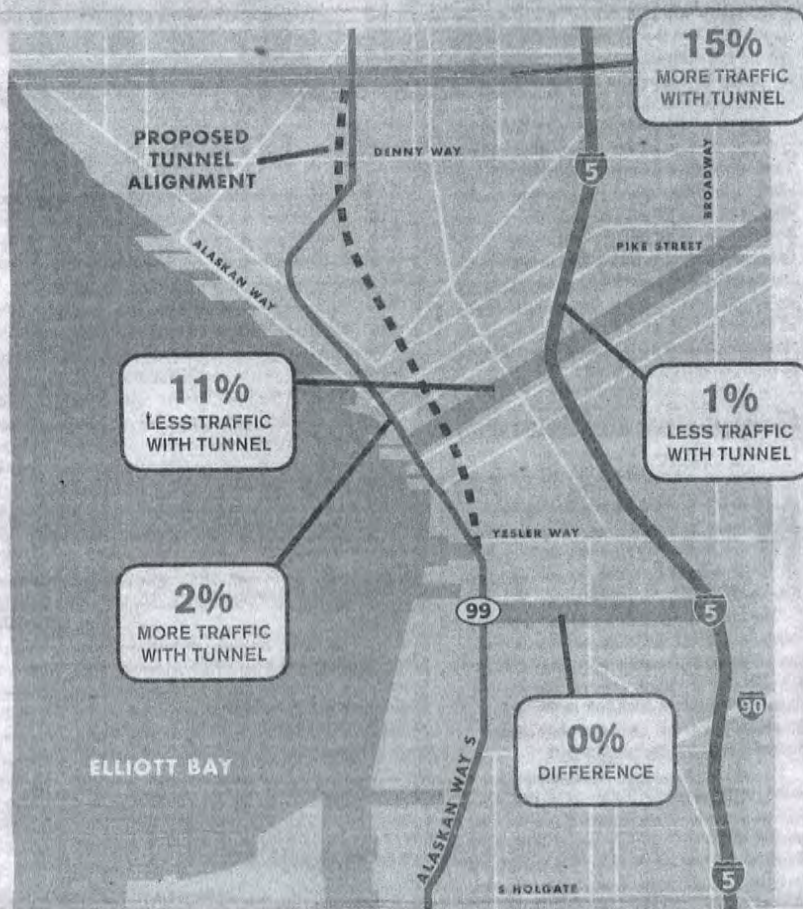 15%
MORE TRAFFIC
WITH TUNNEL
PROPOSED
TUNNEL
ALIGNMENT
DENNY WAY
5
BROADWAY
PIKE STREET
ALASKAN WAY
11%
LESS TRAFFIC
WITH TUNNEL
1%
LESS TRAFFIC
WITH TUNNEL
YESLER WAY
2%
MORE TRAFFIC
WITH TUNNEL
99
5
90
0%
DIFFERENCE
ELLIOTT BAY
ALASKAN WAY S
5
S HOLGATE